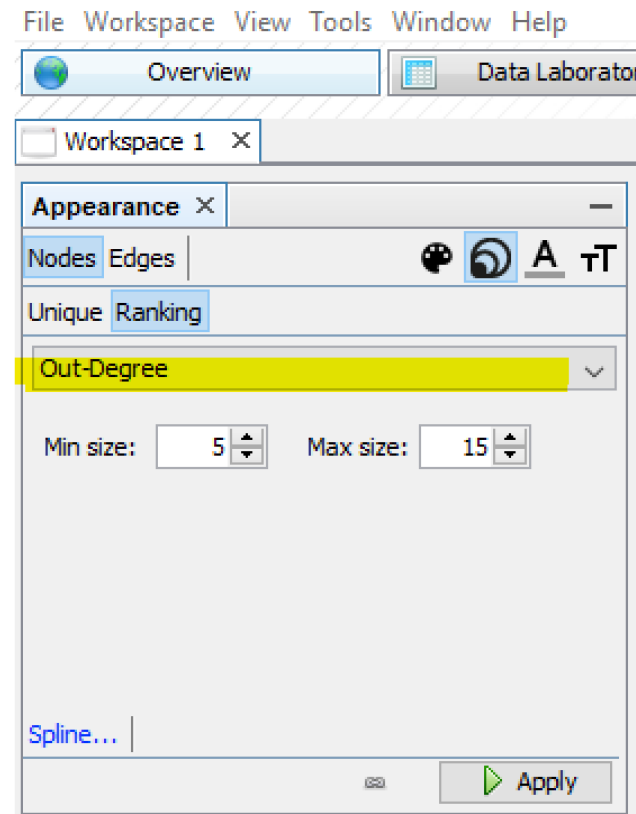 File Workspace View Tools Window Help
Overview Data Laborator
Workspace 1
Appearance
Nodes Edges A TT
Unique Ranking
Out-Degree
Min size: 5 Max size: 15
Spline...
Apply